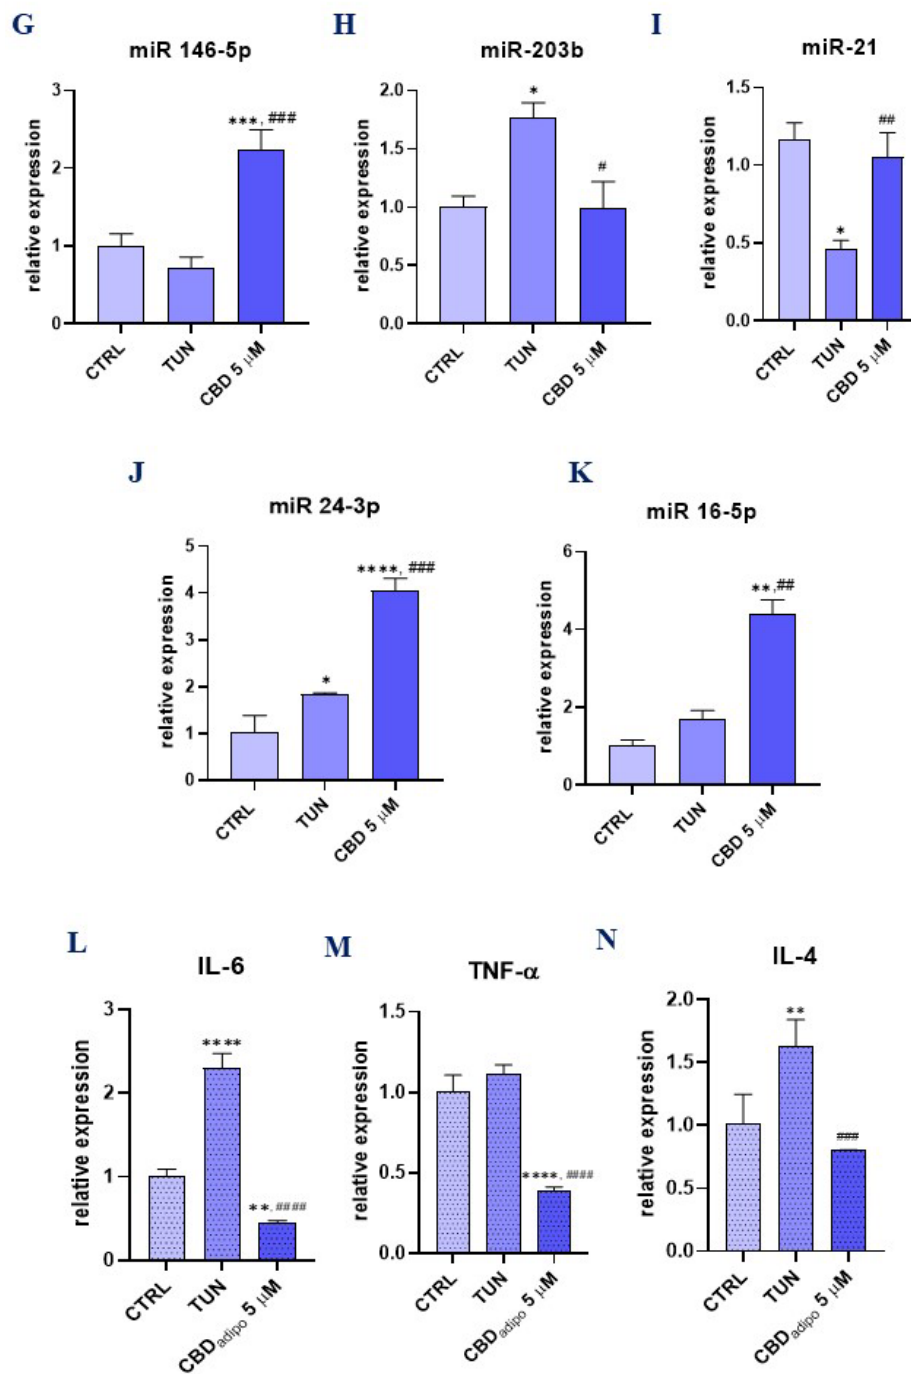 G
miR 146-5p
relative expression
3
2
1
0
***, ###
CTRL
TUN
CBD 5 μM
H
miR-203b
relative expression
2.0
1.5
1.0
0.5
0.0
*
#
CTRL
TUN
CBD 5 μM
I
miR-21
relative expression
1.5
1.0
0.5
0.0
*
##
CTRL
TUN
CBD 5 μM
J
miR 24-3p
relative expression
5
4
3
2
1
0
*
****, ###
CTRL
TUN
CBD 5 μM
K
miR 16-5p
relative expression
6
4
2
0
**,##
CTRL
TUN
CBD 5 μM
L
IL-6
relative expression
3
2
1
0
****
**, ####
CTRL
TUN
CBDadipo 5 μM
M
TNF-α
relative expression
1.5
1.0
0.5
0.0
****, ####
CTRL
TUN
CBDadipo 5 μM
N
IL-4
relative expression
2.0
1.5
1.0
0.5
0.0
**
###
CTRL
TUN
CBDadipo 5 μM